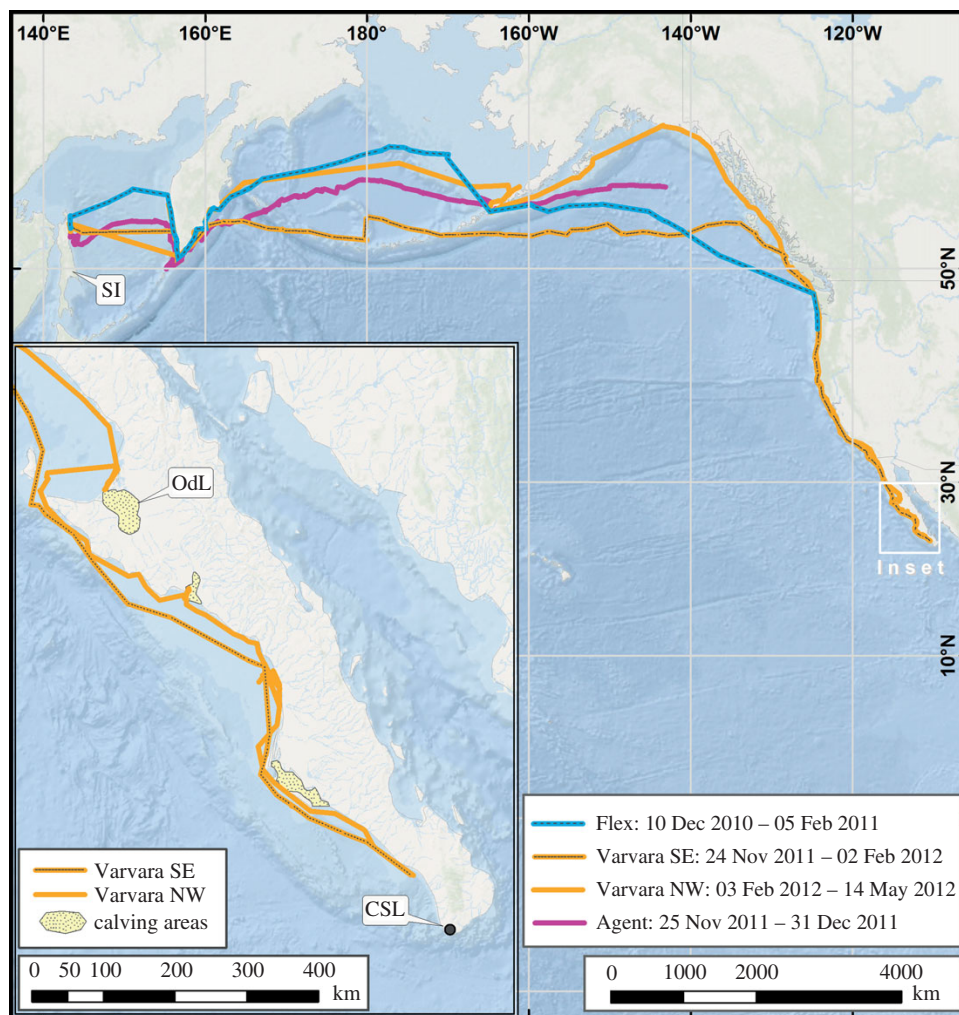 140°E 160°E 180° 160°W 140°W 120°W
50°N
SI
30°N
OdL
Inset
10°N
Flex: 10 Dec 2010 – 05 Feb 2011
Varvara SE: 24 Nov 2011 – 02 Feb 2012
Varvara SE
Varvara NW: 03 Feb 2012 – 14 May 2012
Varvara NW
calving areas
CSL
Agent: 25 Nov 2011 – 31 Dec 2011
0 50 100 200 300 400
km
0 1000 2000 4000
km